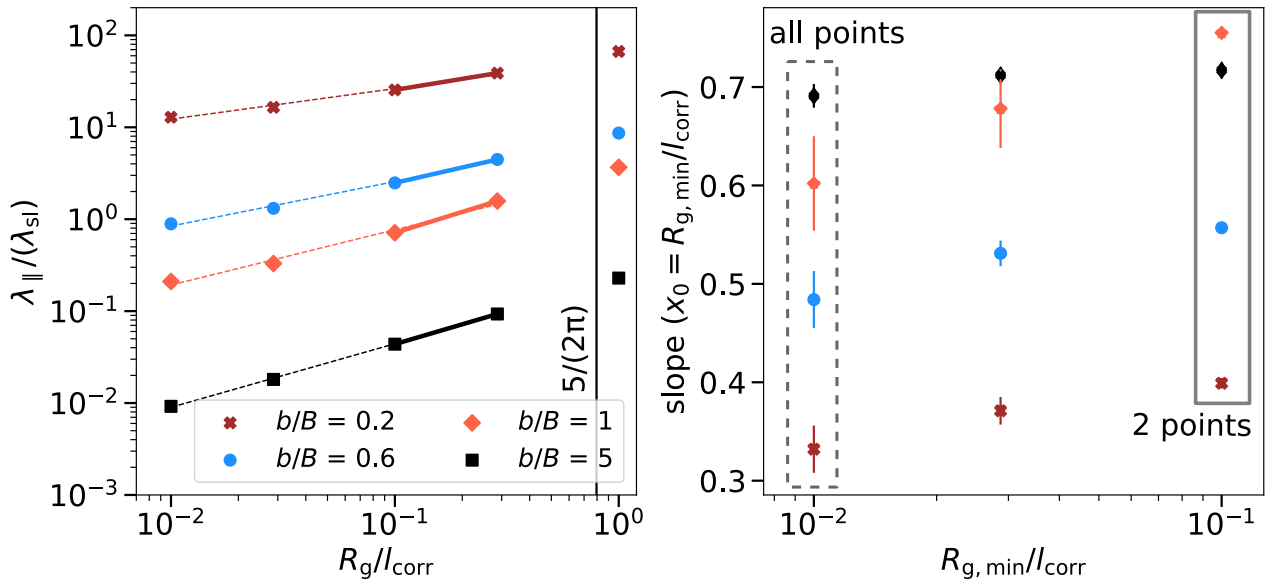 10²
10¹
10⁰
10⁻¹
10⁻²
10⁻³
λ∥/(λsl)
5/(2π)
b/B = 0.2
b/B = 0.6
b/B = 1
b/B = 5
10⁻²
10⁻¹
10⁰
Rg/lcorr
all points
2 points
0.7
0.6
0.5
0.4
0.3
slope (x₀ = Rg,min/lcorr)
10⁻²
10⁻¹
Rg,min/lcorr